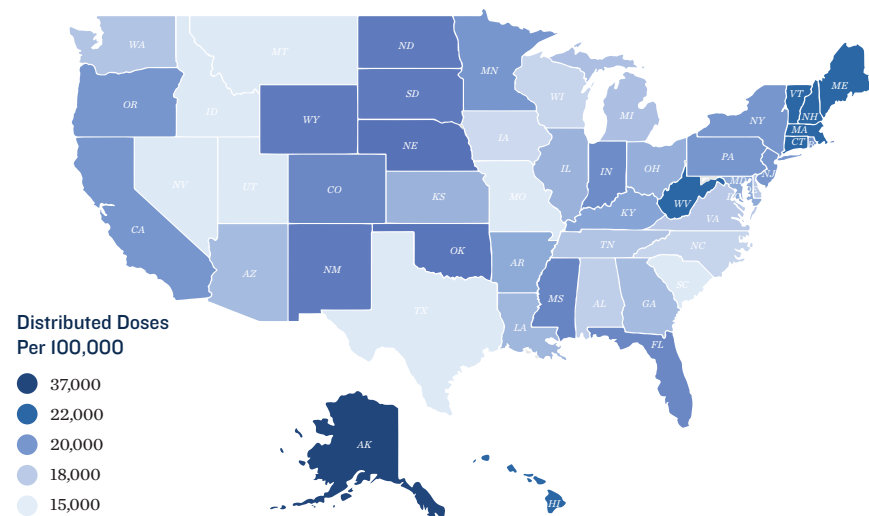 WA
MT
ND
MN
OR
ID
SD
WI
MI
VT
NH
ME
WY
NY
MA
CT
IA
NE
PA
NV
UT
CO
IL
IN
OH
NJ
MD
KS
MO
WV
KY
VA
CA
AZ
NM
OK
AR
TN
NC
TX
LA
MS
AL
GA
SC
FL
Distributed Doses
Per 100,000
37,000
22,000
20,000
18,000
15,000
AK
HI